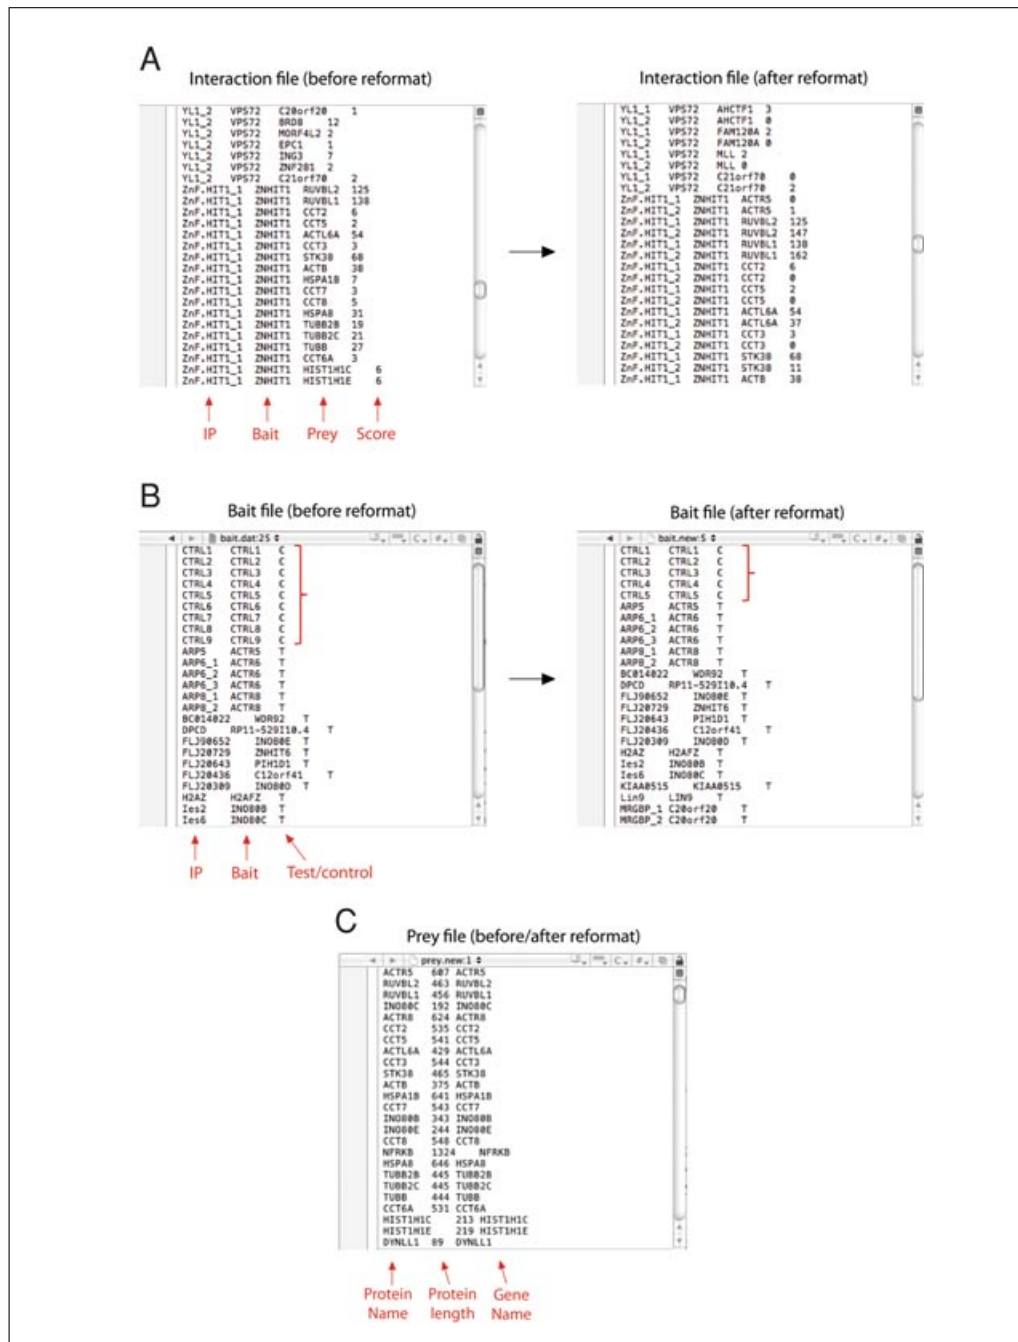 A
Interaction file (before reformat)
YL1_2 VPS72 C20orf20 1
YL1_2 VPS72 BRD8 12
YL1_2 VPS72 MORF4L2 2
YL1_2 VPS72 EPC1 1
YL1_2 VPS72 ING3 7
YL1_2 VPS72 ZNF281 2
YL1_2 VPS72 C21orf70 2
ZnF.HIT1_1 ZNHIT1 RUVBL2 125
ZnF.HIT1_1 ZNHIT1 RUVBL1 138
ZnF.HIT1_1 ZNHIT1 CCT2 6
ZnF.HIT1_1 ZNHIT1 CCT5 2
ZnF.HIT1_1 ZNHIT1 ACTL6A 54
ZnF.HIT1_1 ZNHIT1 CCT3 3
ZnF.HIT1_1 ZNHIT1 STK38 68
ZnF.HIT1_1 ZNHIT1 ACTB 38
ZnF.HIT1_1 ZNHIT1 HSPA1B 7
ZnF.HIT1_1 ZNHIT1 CCT7 3
ZnF.HIT1_1 ZNHIT1 CCT8 5
ZnF.HIT1_1 ZNHIT1 HSPA8 31
ZnF.HIT1_1 ZNHIT1 TUBB2B 19
ZnF.HIT1_1 ZNHIT1 TUBB2C 21
ZnF.HIT1_1 ZNHIT1 TUBB 27
ZnF.HIT1_1 ZNHIT1 CCT6A 3
ZnF.HIT1_1 ZNHIT1 HIST1H1C 6
ZnF.HIT1_1 ZNHIT1 HIST1H1E 6
IP Bait Prey Score
Interaction file (after reformat)
YL1_1 VPS72 AHCTF1 3
YL1_2 VPS72 AHCTF1 0
YL1_1 VPS72 FAM120A 2
YL1_2 VPS72 FAM120A 0
YL1_1 VPS72 MLL 2
YL1_2 VPS72 MLL 0
YL1_1 VPS72 C21orf70 0
YL1_2 VPS72 C21orf70 2
ZnF.HIT1_1 ZNHIT1 ACTR5 0
ZnF.HIT1_2 ZNHIT1 ACTR5 1
ZnF.HIT1_1 ZNHIT1 RUVBL2 125
ZnF.HIT1_2 ZNHIT1 RUVBL2 147
ZnF.HIT1_1 ZNHIT1 RUVBL1 138
ZnF.HIT1_2 ZNHIT1 RUVBL1 162
ZnF.HIT1_1 ZNHIT1 CCT2 6
ZnF.HIT1_2 ZNHIT1 CCT2 0
ZnF.HIT1_1 ZNHIT1 CCT5 2
ZnF.HIT1_2 ZNHIT1 CCT5 0
ZnF.HIT1_1 ZNHIT1 ACTL6A 54
ZnF.HIT1_2 ZNHIT1 ACTL6A 37
ZnF.HIT1_1 ZNHIT1 CCT3 3
ZnF.HIT1_2 ZNHIT1 CCT3 0
ZnF.HIT1_1 ZNHIT1 STK38 68
ZnF.HIT1_2 ZNHIT1 STK38 11
ZnF.HIT1_1 ZNHIT1 ACTB 38
B
Bait file (before reformat)
bait.dat:25
CTRL1 CTRL1 C
CTRL2 CTRL2 C
CTRL3 CTRL3 C
CTRL4 CTRL4 C
CTRL5 CTRL5 C
CTRL6 CTRL6 C
CTRL7 CTRL7 C
CTRL8 CTRL8 C
CTRL9 CTRL9 C
ARP5 ACTR5 T
ARP6_1 ACTR6 T
ARP6_2 ACTR6 T
ARP6_3 ACTR6 T
ARP8_1 ACTR8 T
ARP8_2 ACTR8 T
BC014022 WDR92 T
DPCD RP11-529I10.4 T
FLJ90652 INO80E T
FLJ20729 ZNHIT6 T
FLJ20643 PIH1D1 T
FLJ20436 C12orf41 T
FLJ20309 INO80D T
H2AZ H2AFZ T
Ies2 INO80B T
Ies6 INO80C T
IP Bait Test/control
Bait file (after reformat)
bait.new:5
CTRL1 CTRL1 C
CTRL2 CTRL2 C
CTRL3 CTRL3 C
CTRL4 CTRL4 C
CTRL5 CTRL5 C
ARP5 ACTR5 T
ARP6_1 ACTR6 T
ARP6_2 ACTR6 T
ARP6_3 ACTR6 T
ARP8_1 ACTR8 T
ARP8_2 ACTR8 T
BC014022 WDR92 T
DPCD RP11-529I10.4 T
FLJ90652 INO80E T
FLJ20729 ZNHIT6 T
FLJ20643 PIH1D1 T
FLJ20436 C12orf41 T
FLJ20309 INO80D T
H2AZ H2AFZ T
Ies2 INO80B T
Ies6 INO80C T
KIAA0515 KIAA0515 T
Lin9 LIN9 T
MRGBP_1 C20orf20 T
MRGBP_2 C20orf20 T
C
Prey file (before/after reformat)
prey.new:1
ACTR5 607 ACTR5
RUVBL2 463 RUVBL2
RUVBL1 456 RUVBL1
INO80C 192 INO80C
ACTR8 624 ACTR8
CCT2 535 CCT2
CCT5 541 CCT5
ACTL6A 429 ACTL6A
CCT3 544 CCT3
STK38 465 STK38
ACTB 375 ACTB
HSPA1B 641 HSPA1B
CCT7 543 CCT7
INO80B 343 INO80B
INO80E 244 INO80E
CCT8 548 CCT8
NFRKB 1324 NFRKB
HSPA8 646 HSPA8
TUBB2B 445 TUBB2B
TUBB2C 445 TUBB2C
TUBB 444 TUBB
CCT6A 531 CCT6A
HIST1H1C 213 HIST1H1C
HIST1H1E 219 HIST1H1E
DYNLL1 89 DYNLL1
Protein Name
Protein length
Gene Name